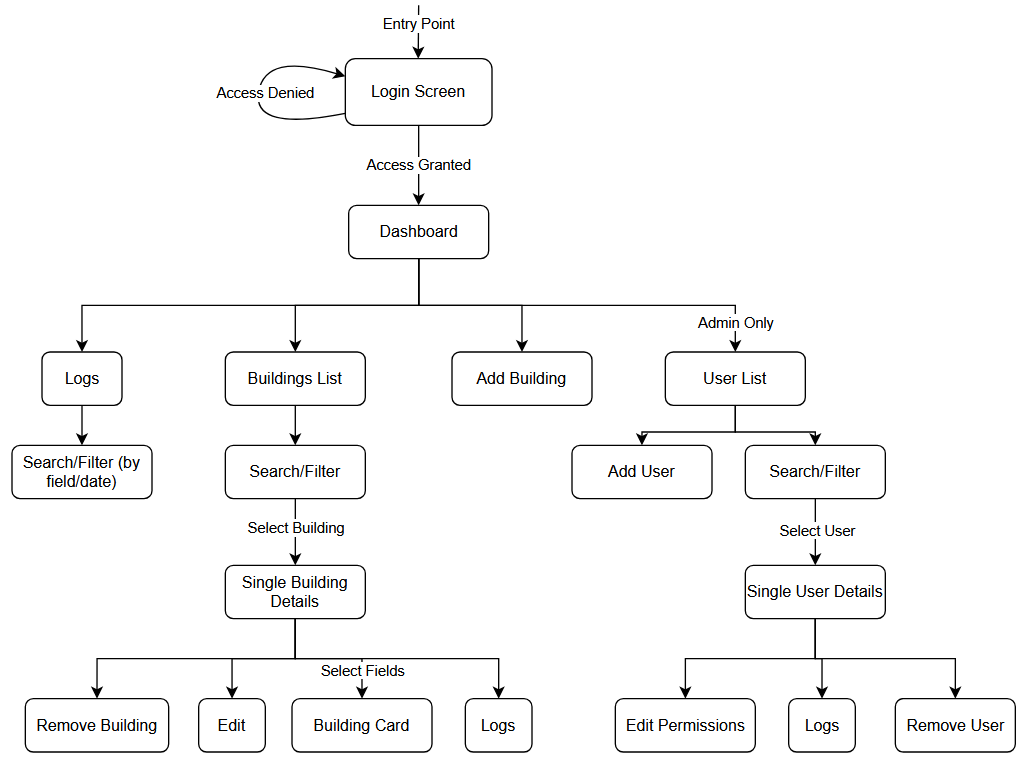 Entry Point
Login Screen
Access Denied
Access Granted
Dashboard
Admin Only
Logs
Buildings List
Add Building
User List
Search/Filter (by
field/date)
Search/Filter
Add User
Search/Filter
Select Building
Select User
Single Building
Details
Single User Details
Select Fields
Remove Building
Edit
Building Card
Logs
Edit Permissions
Logs
Remove User